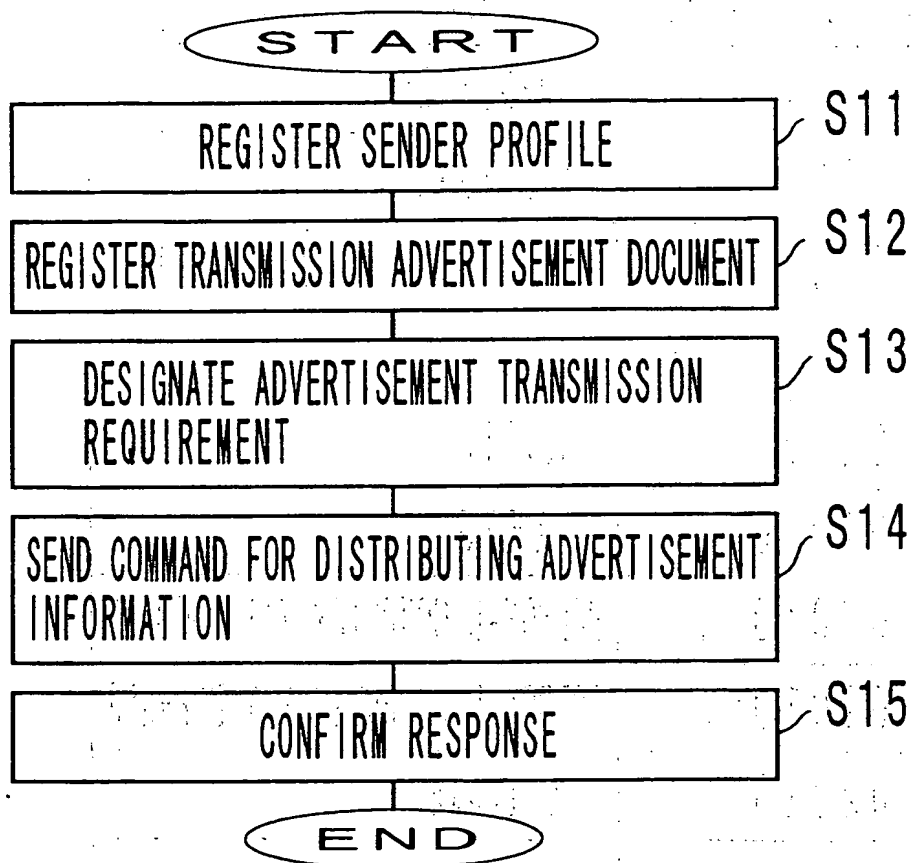 START
REGISTER SENDER PROFILE
S11
REGISTER TRANSMISSION ADVERTISEMENT DOCUMENT
S12
DESIGNATE ADVERTISEMENT TRANSMISSION
REQUIREMENT
S13
SEND COMMAND FOR DISTRIBUTING ADVERTISEMENT
INFORMATION
S14
CONFIRM RESPONSE
S15
END